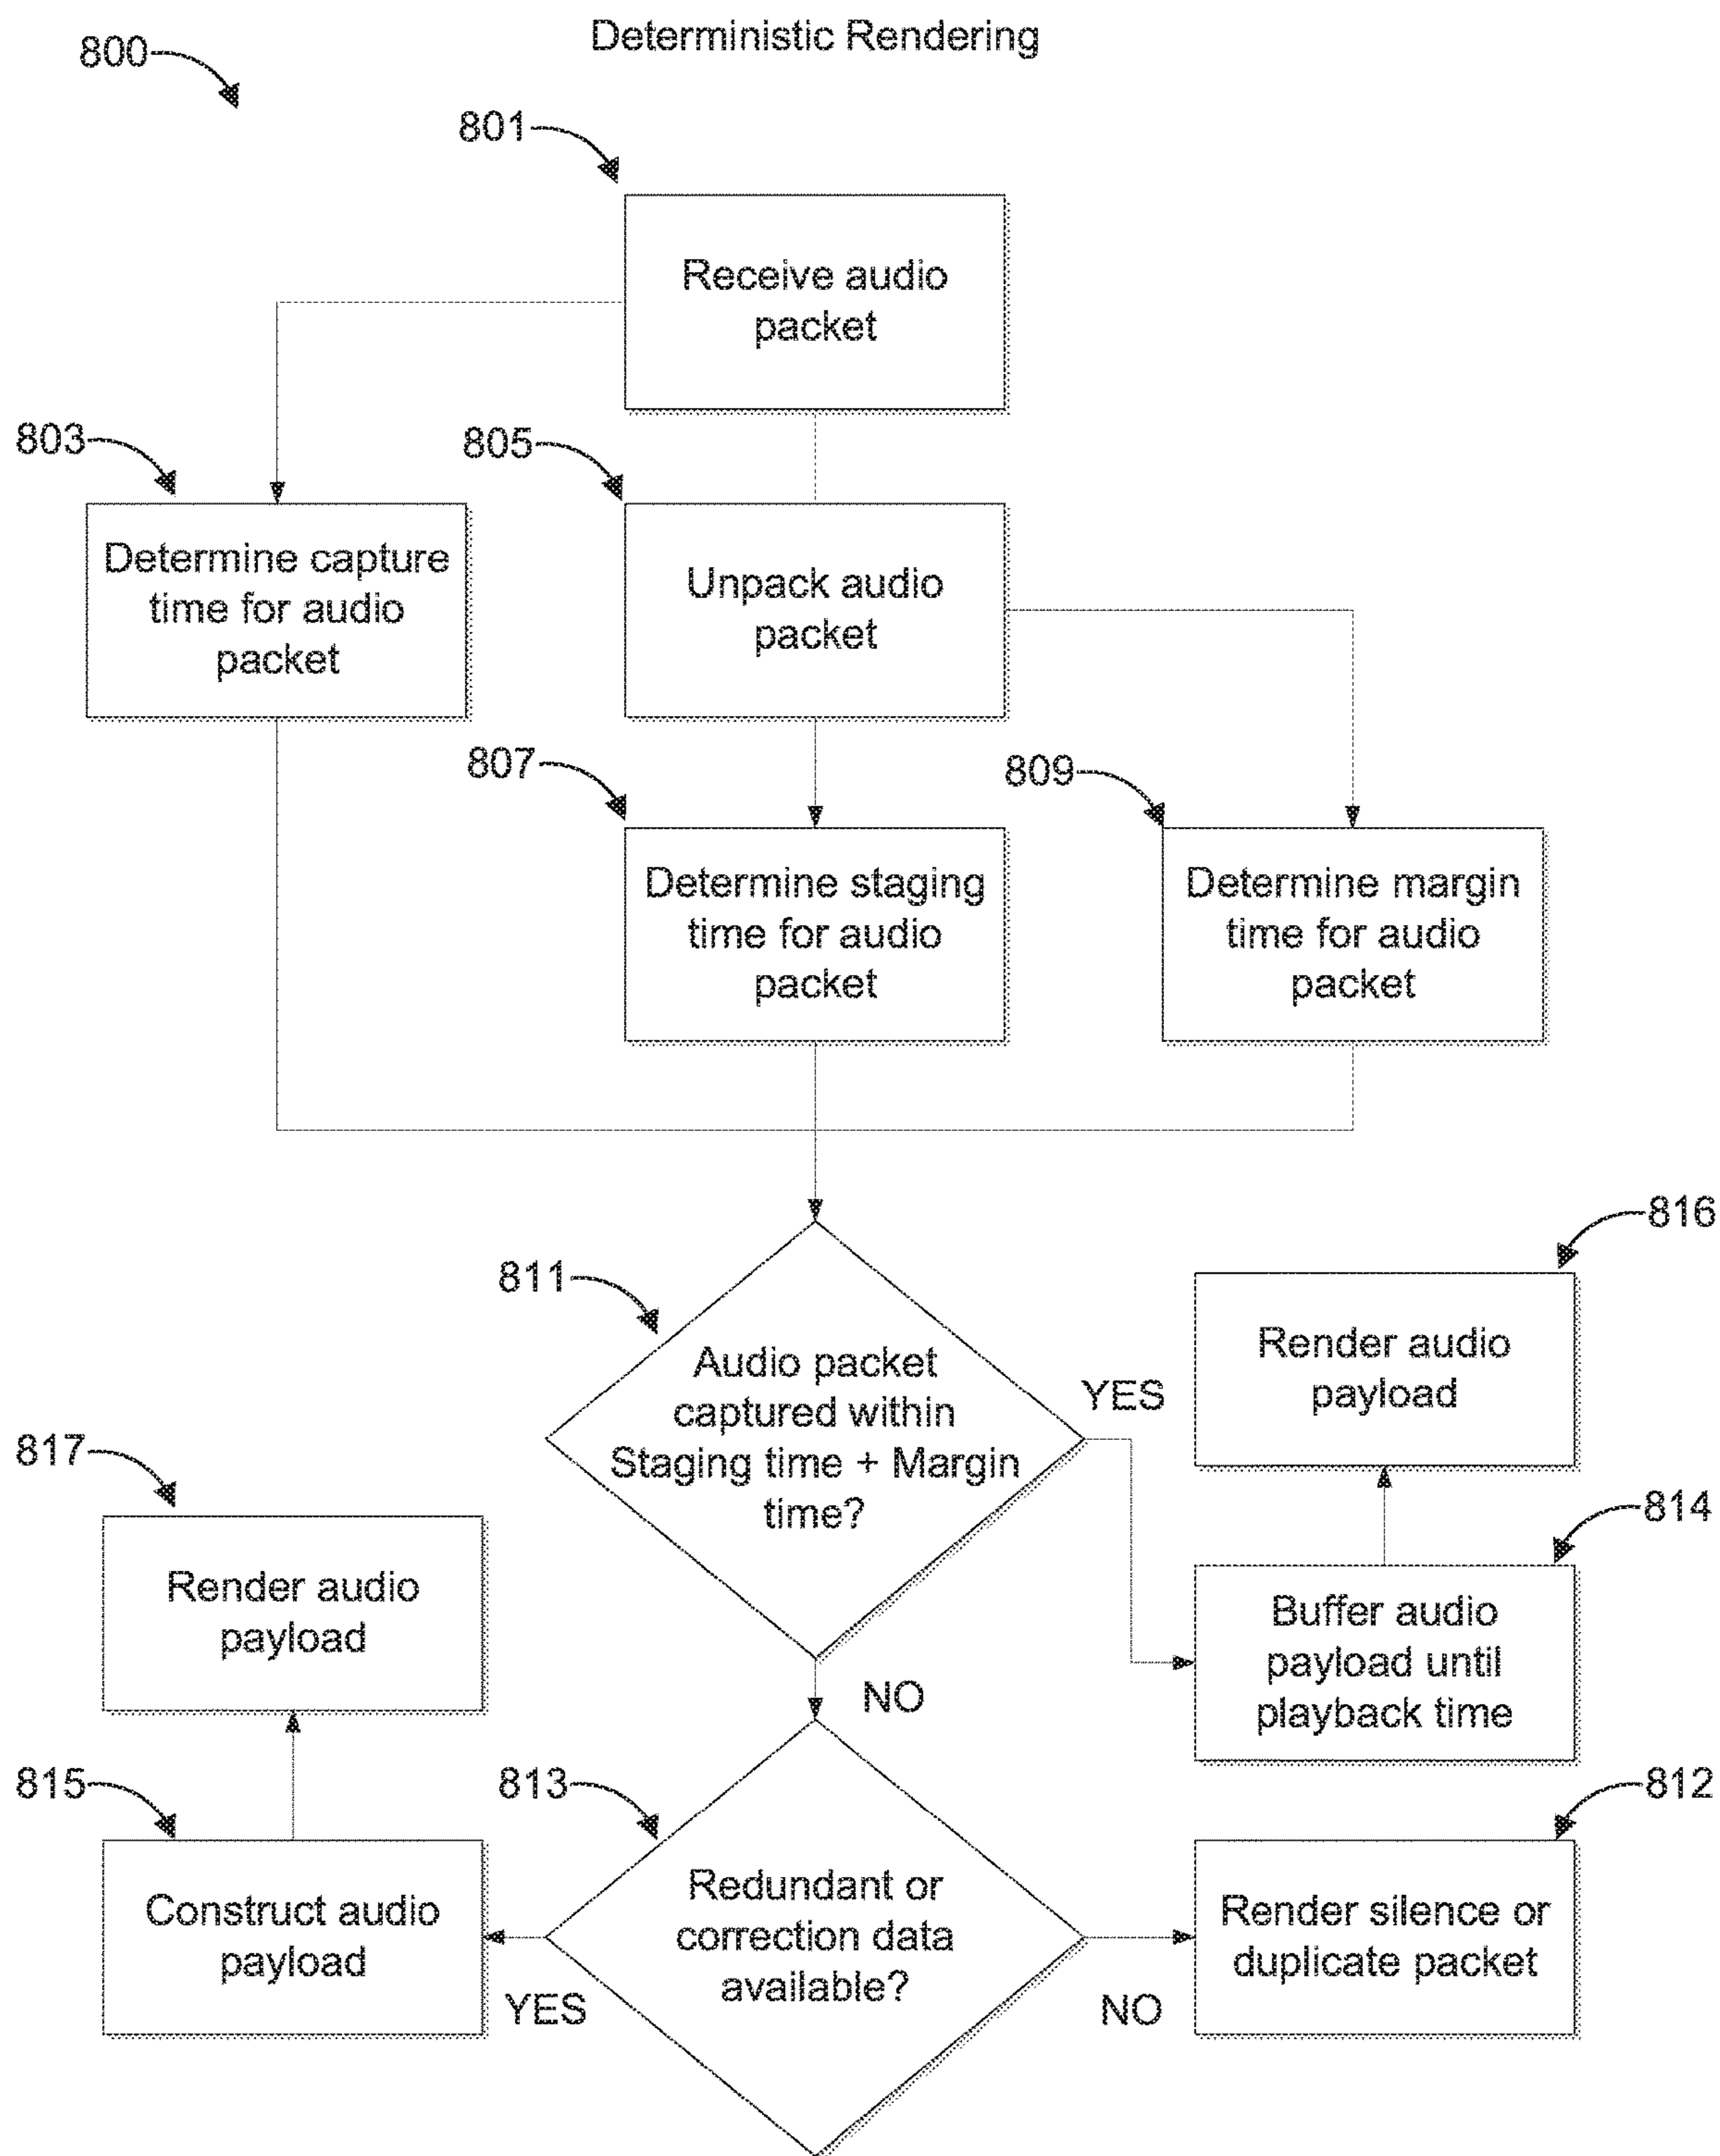 Deterministic Rendering
800
801
Receive audio
packet
803
805
Determine capture
time for audio
packet
Unpack audio
packet
807
809
Determine staging
time for audio
packet
Determine margin
time for audio
packet
811
816
Audio packet
captured within
Staging time + Margin
time?
YES
Render audio
payload
817
814
Render audio
payload
Buffer audio
payload until
playback time
NO
815
813
812
Construct audio
payload
Redundant or
correction data
available?
Render silence or
duplicate packet
YES
NO